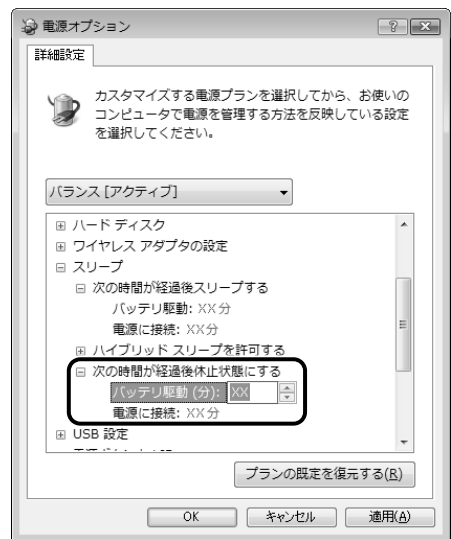 電源オプション
詳細設定
カスタマイズする電源プランを選択してから、お使いの
コンピュータで電源を管理する方法を反映している設定
を選択してください。
バランス [アクティブ]
ハード ディスク
ワイヤレス アダプタの設定
スリープ
次の時間が経過後スリープする
バッテリ駆動: XX分
電源に接続: XX分
ハイブリッド スリープを許可する
次の時間が経過後休止状態にする
バッテリ駆動 (分): XX
電源に接続: XX分
USB 設定
プランの既定を復元する(R)
OK キャンセル 適用(A)